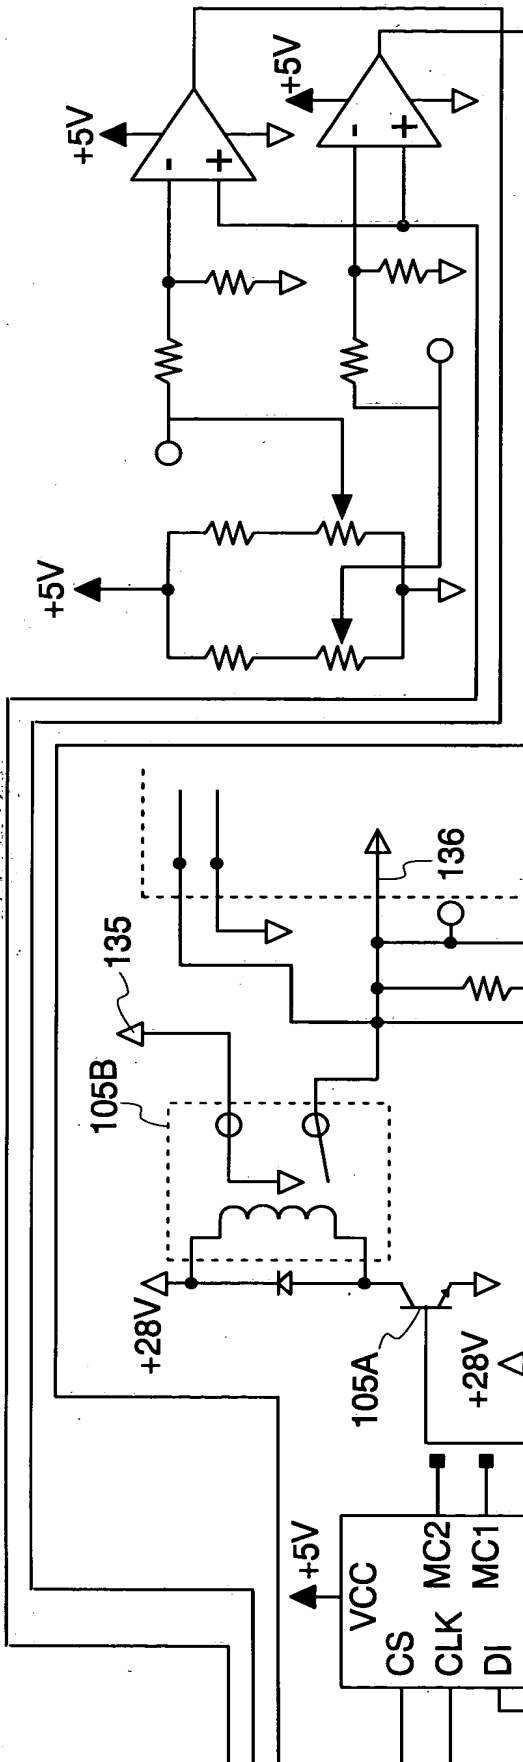 +5V
+5V
-
+
-
+
+5V
136
135
105B
+28V
105A
+28V
+5V
VCC
MC2
MC1
CS
CLK
DI